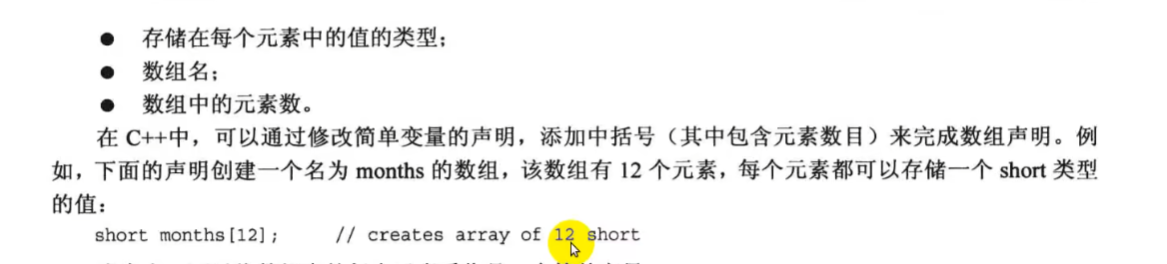 ● 存储在每个元素中的值的类型；
● 数组名；
● 数组中的元素数。
在 C++中，可以通过修改简单变量的声明，添加中括号（其中包含元素数目）来完成数组声明。例
如，下面的声明创建一个名为 months 的数组，该数组有 12 个元素，每个元素都可以存储一个 short 类型
的值：
short months[12];     // creates array of 12 short